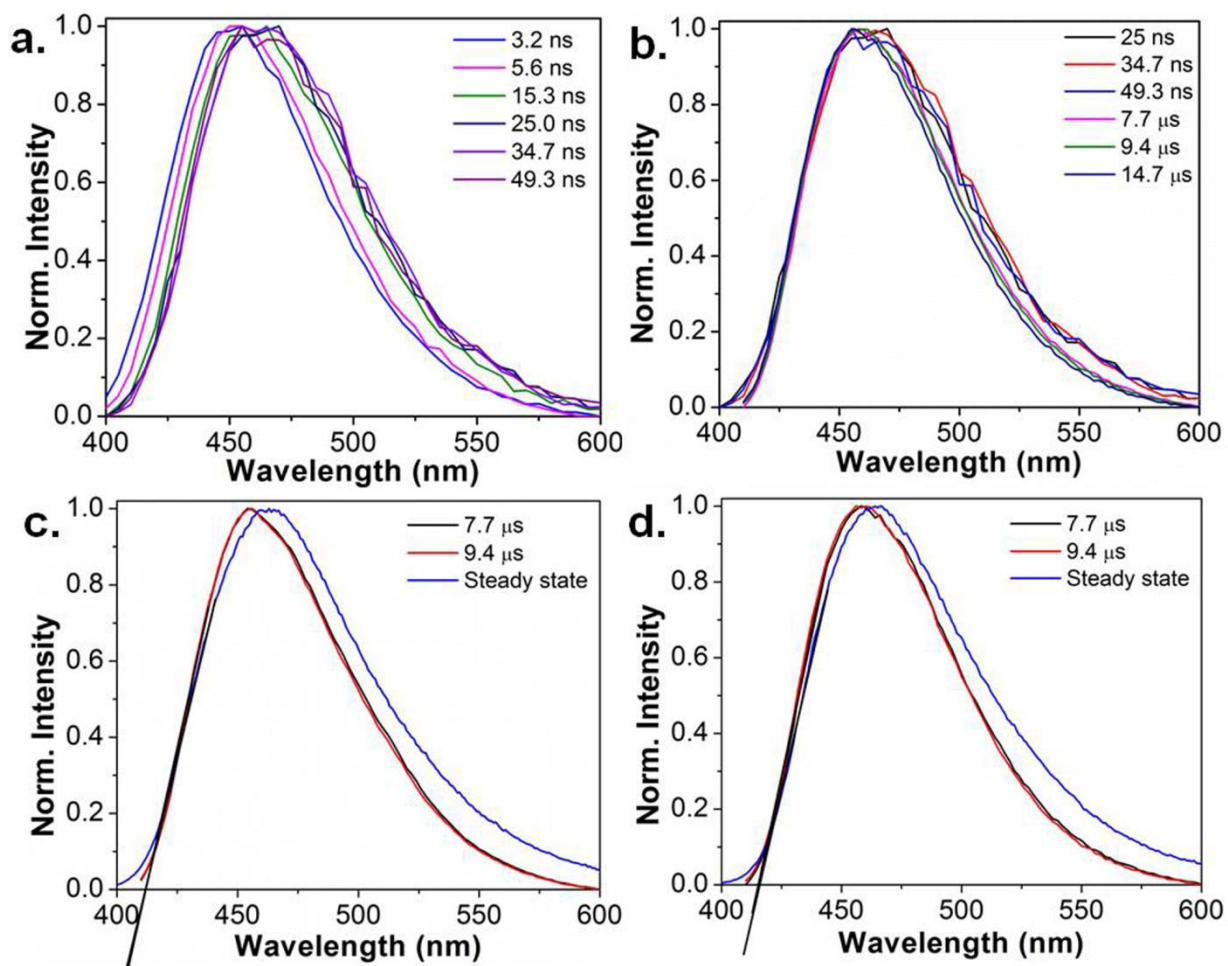 a.
Norm. Intensity
1.0
0.8
0.6
0.4
0.2
0.0
3.2 ns
5.6 ns
15.3 ns
25.0 ns
34.7 ns
49.3 ns
400 450 500 550 600
Wavelength (nm)
b.
Norm. Intensity
1.0
0.8
0.6
0.4
0.2
0.0
25 ns
34.7 ns
49.3 ns
7.7 μs
9.4 μs
14.7 μs
400 450 500 550 600
Wavelength (nm)
c.
Norm. Intensity
1.0
0.8
0.6
0.4
0.2
0.0
7.7 μs
9.4 μs
Steady state
400 450 500 550 600
Wavelength (nm)
d.
Norm. Intensity
1.0
0.8
0.6
0.4
0.2
0.0
7.7 μs
9.4 μs
Steady state
400 450 500 550 600
Wavelength (nm)